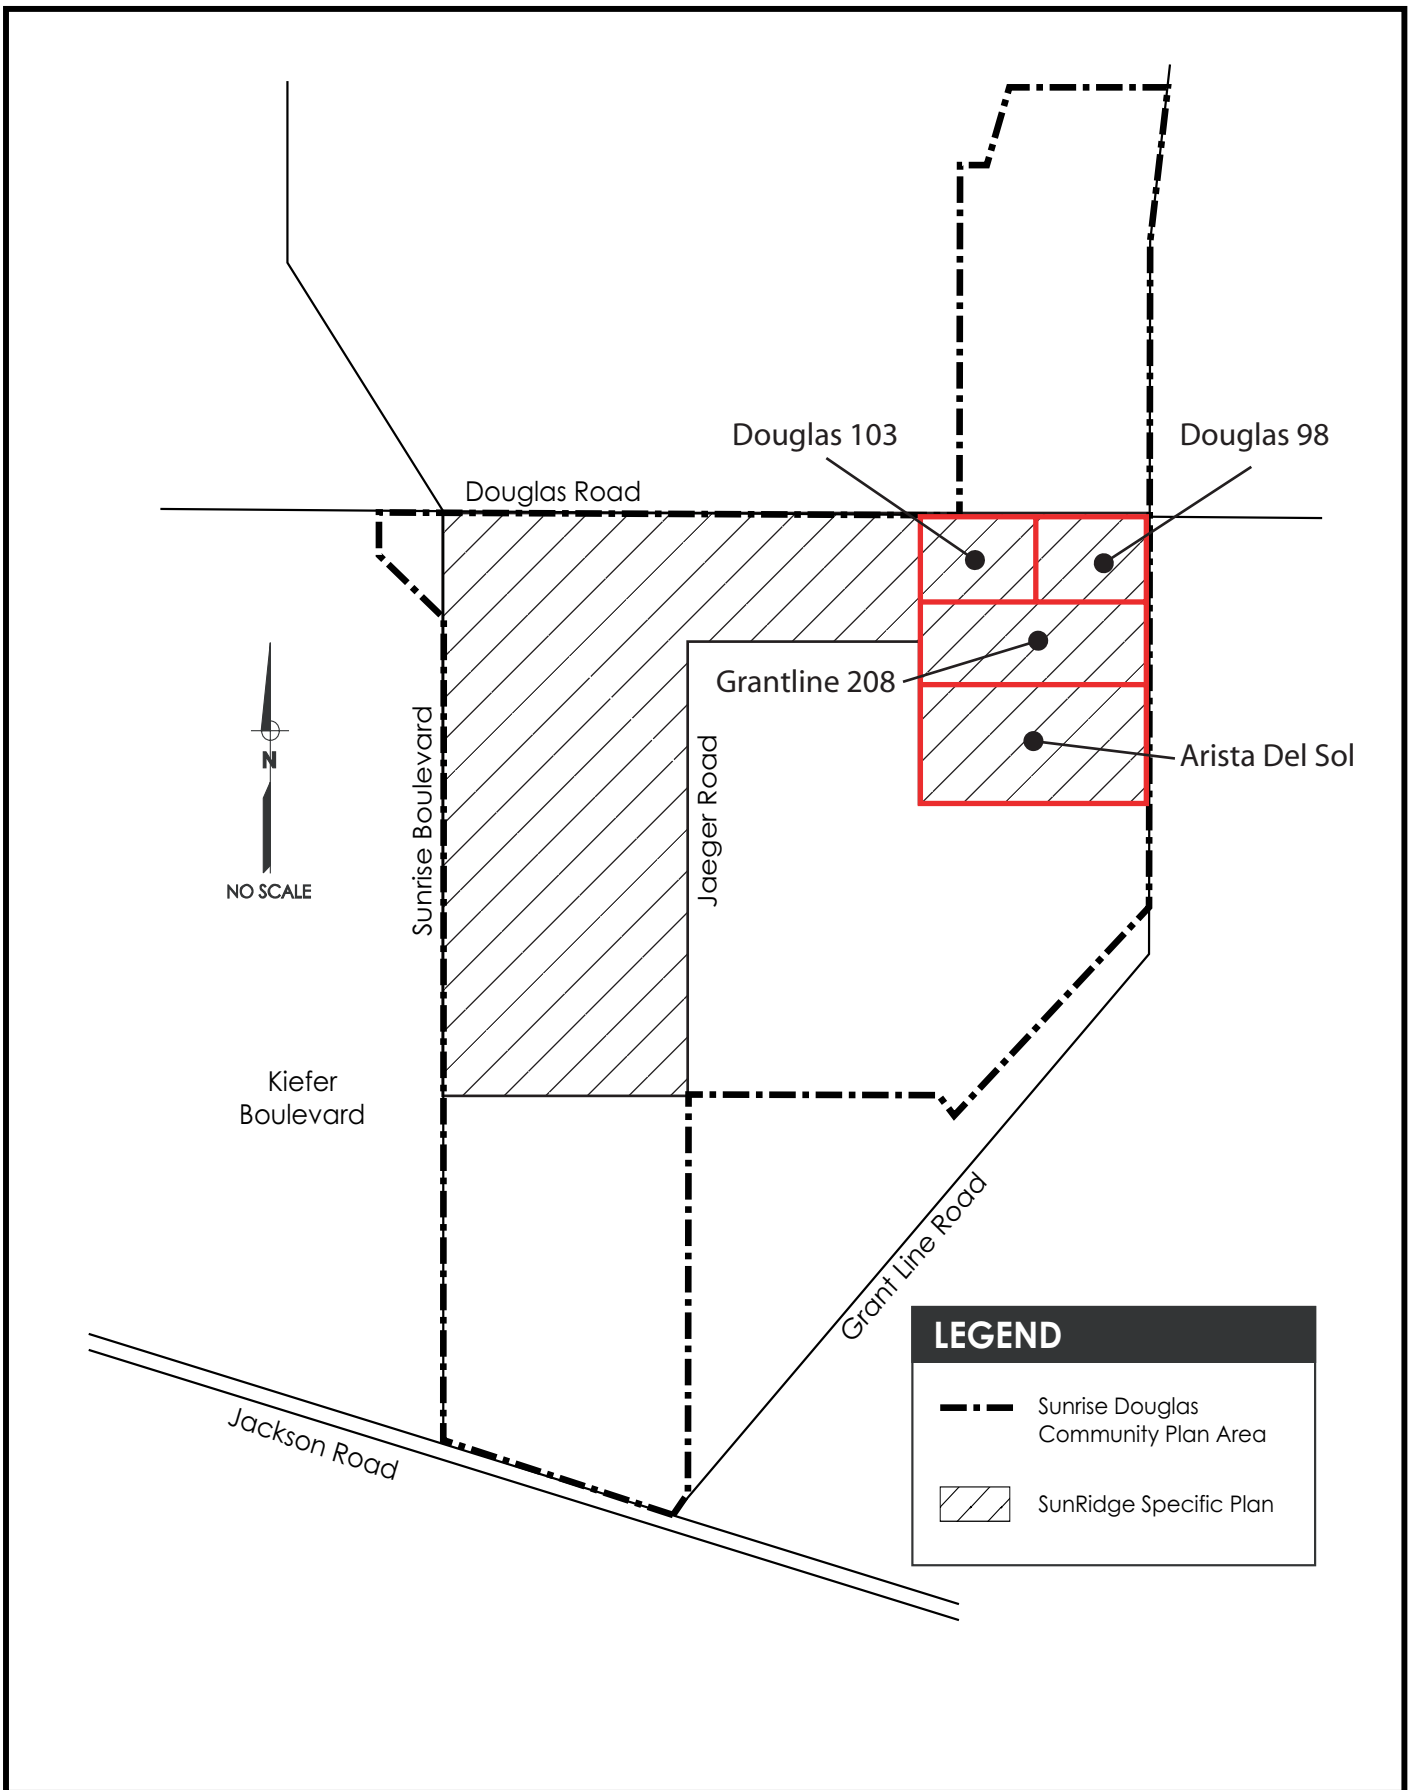 Douglas 103
Douglas 98
Douglas Road
Grantline 208
Arista Del Sol
Sunrise Boulevard
Jaeger Road
N
NO SCALE
Kiefer
Boulevard
Grant Line Road
Jackson Road
LEGEND
Sunrise Douglas
Community Plan Area
SunRidge Specific Plan